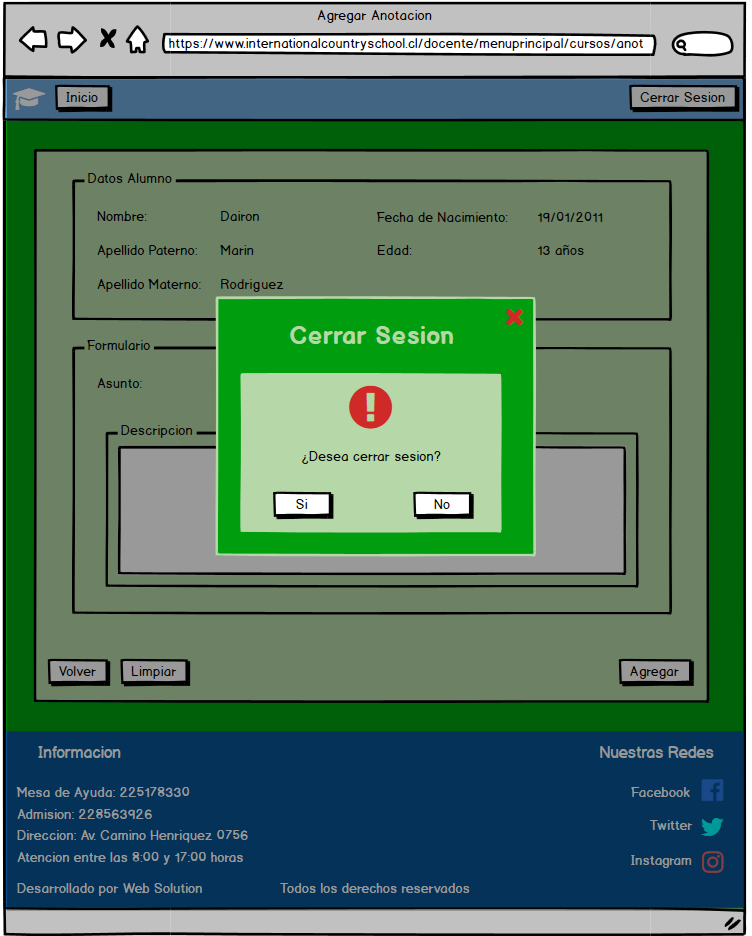 Agregar Anotacion
https://www.internationalcountryschool.cl/docente/menuprincipal/cursos/anot
Inicio
Cerrar Sesion
Datos Alumno
Nombre: Dairon Fecha de Nacimiento: 19/01/2011
Apellido Paterno: Marin Edad: 13 años
Apellido Materno: Rodriguez
Formulario
Asunto:
Descripcion
Cerrar Sesion
¿Desea cerrar sesion?
Si No
Volver Limpiar Agregar
Informacion
Mesa de Ayuda: 225178330
Admision: 228563926
Direccion: Av. Camino Henriquez 0756
Atencion entre las 8:00 y 17:00 horas
Desarrollado por Web Solution Todos los derechos reservados
Nuestras Redes
Facebook
Twitter
Instagram